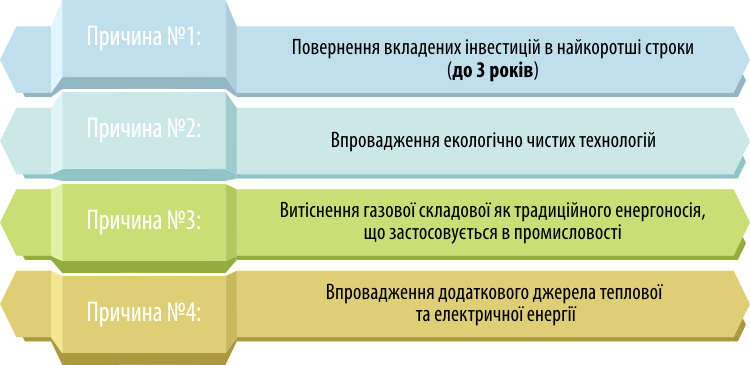 Причина №1:
Повернення вкладених інвестицій в найкоротші строки
(до 3 років)
Причина №2:
Впровадження екологічно чистих технологій
Причина №3:
Витіснення газової складової як традиційного енергоносія,
що застосовується в промисловості
Причина №4:
Впровадження додаткового джерела теплової
та електричної енергії